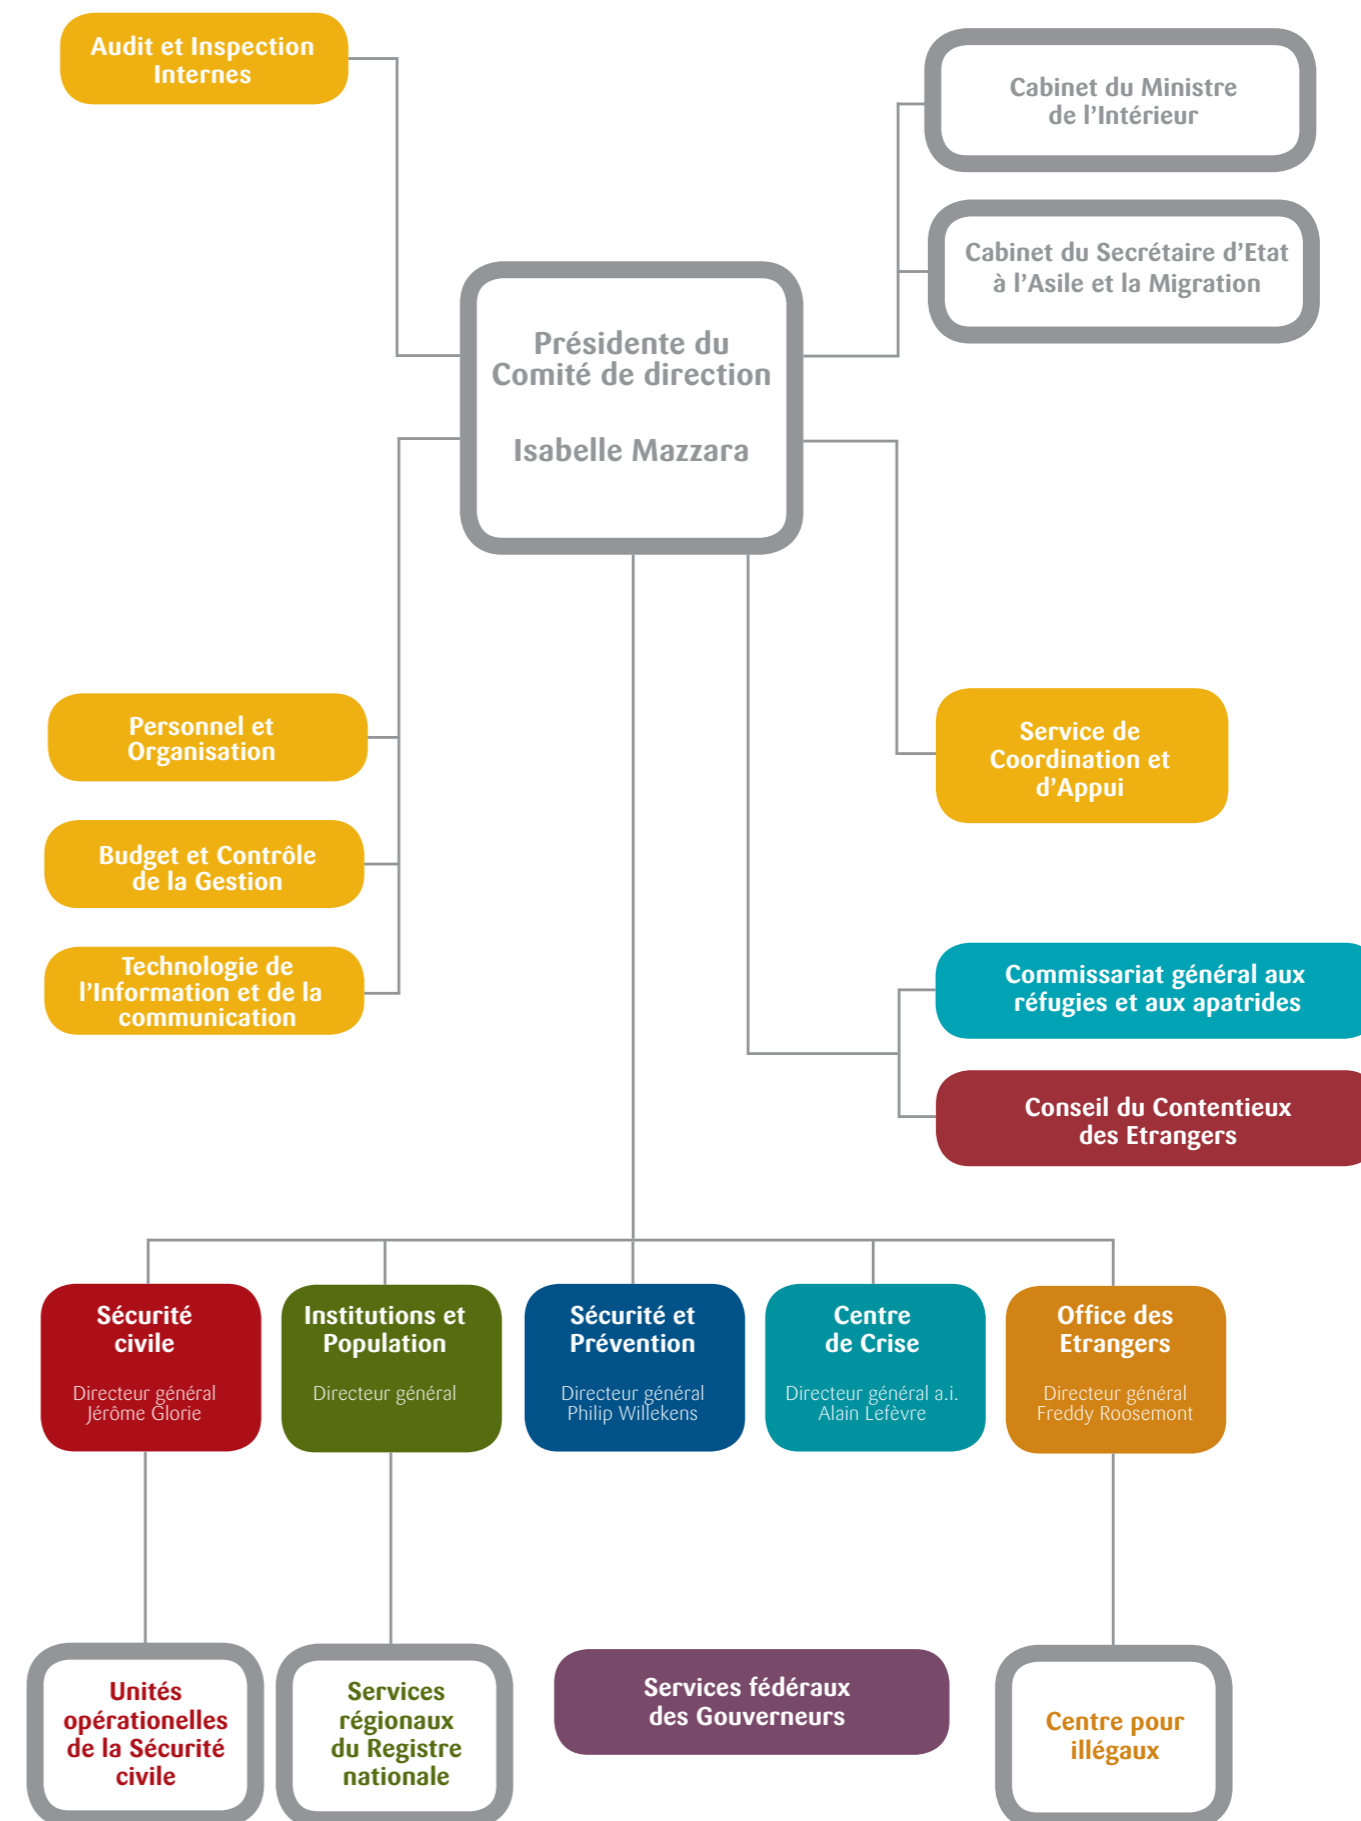 Audit et Inspection
Internes
Cabinet du Ministre
de l'Intérieur
Cabinet du Secrétaire d'Etat
à l'Asile et la Migration
Présidente du
Comité de direction
Isabelle Mazzara
Personnel et
Organisation
Service de
Coordination et
d'Appui
Budget et Contrôle
de la Gestion
Technologie de
l'Information et de la
communication
Commissariat général aux
réfugies et aux apatrides
Conseil du Contentieux
des Etrangers
Sécurité
civile
Directeur général
Jérôme Glorie
Institutions et
Population
Directeur général
Sécurité et
Prévention
Directeur général
Philip Willekens
Centre
de Crise
Directeur général a.i.
Alain Lefèvre
Office des
Etrangers
Directeur général
Freddy Roosemont
Unités
opérationelles
de la Sécurité
civile
Services
régionaux
du Registre
nationale
Services fédéraux
des Gouverneurs
Centre pour
illégaux